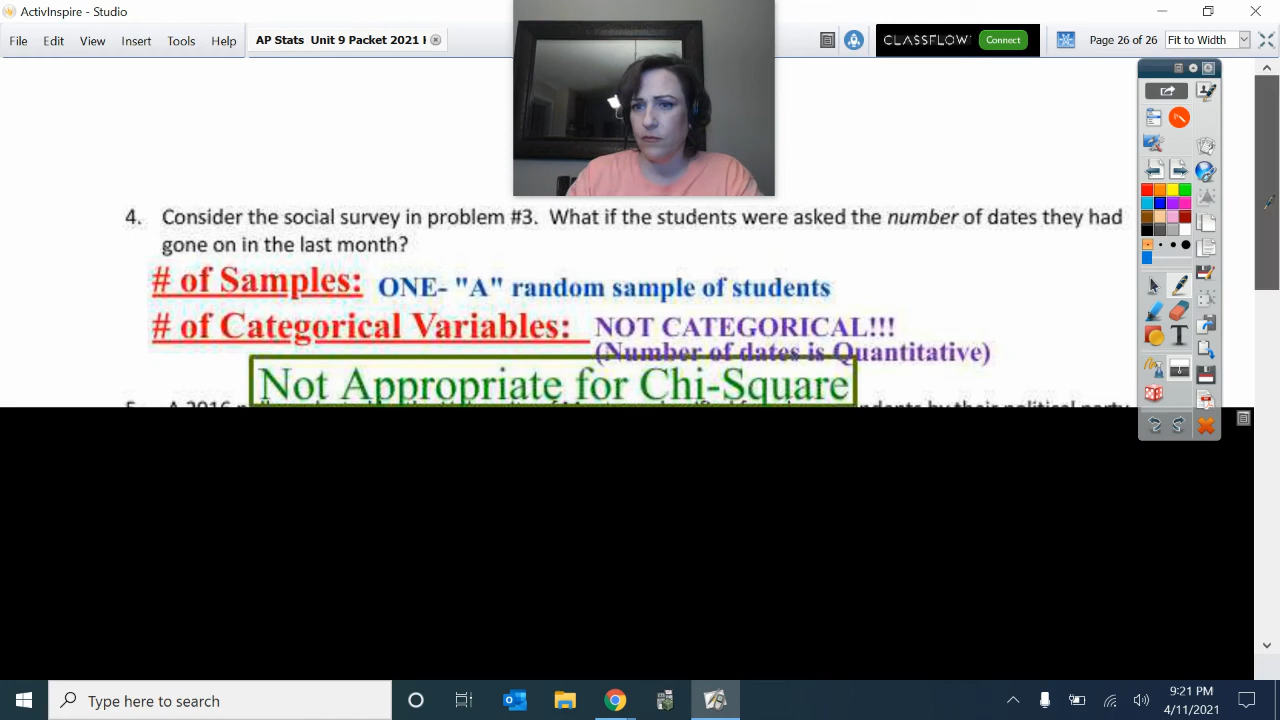 ActivInspire - Studio
File Edit View Insert Tools Help
AP Stats Unit 9 Packet 2021
CLASSFLOW Connect
Page 26 of 26
Fit to Width
4. Consider the social survey in problem #3. What if the students were asked the number of dates they had
gone on in the last month?
# of Samples: ONE- "A" random sample of students
# of Categorical Variables: NOT CATEGORICAL!!!
(Number of dates is Quantitative)
Not Appropriate for Chi-Square
Type here to search
9:21 PM
4/11/2021